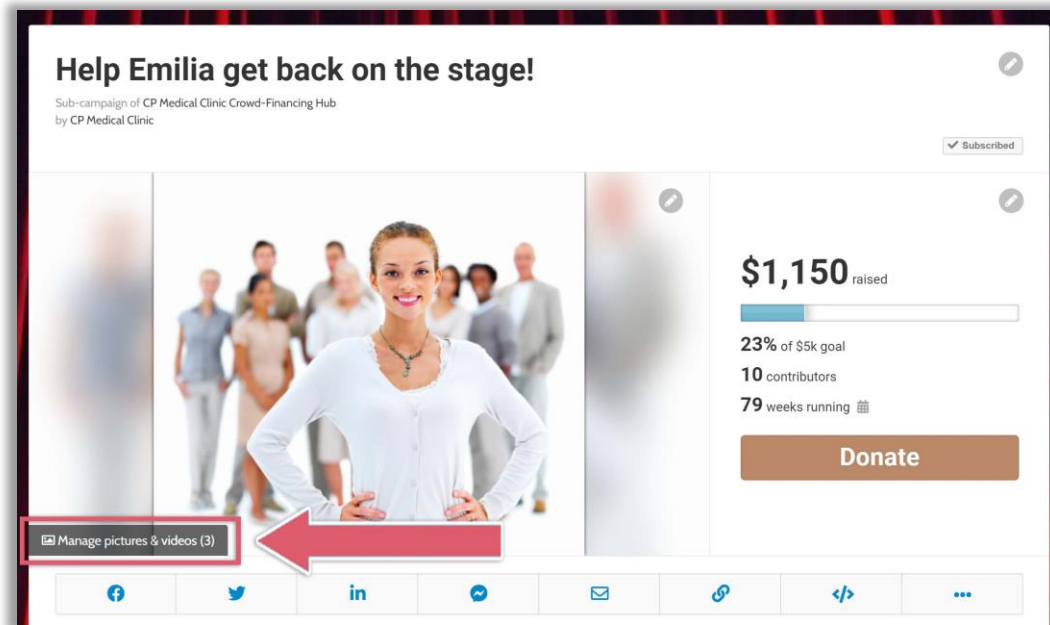 Help Emilia get back on the stage!
Sub-campaign of CP Medical Clinic Crowd-Financing Hub
by CP Medical Clinic
Subscribed
$1,150 raised
23% of $5k goal
10 contributors
79 weeks running
Donate
Manage pictures & videos (3)